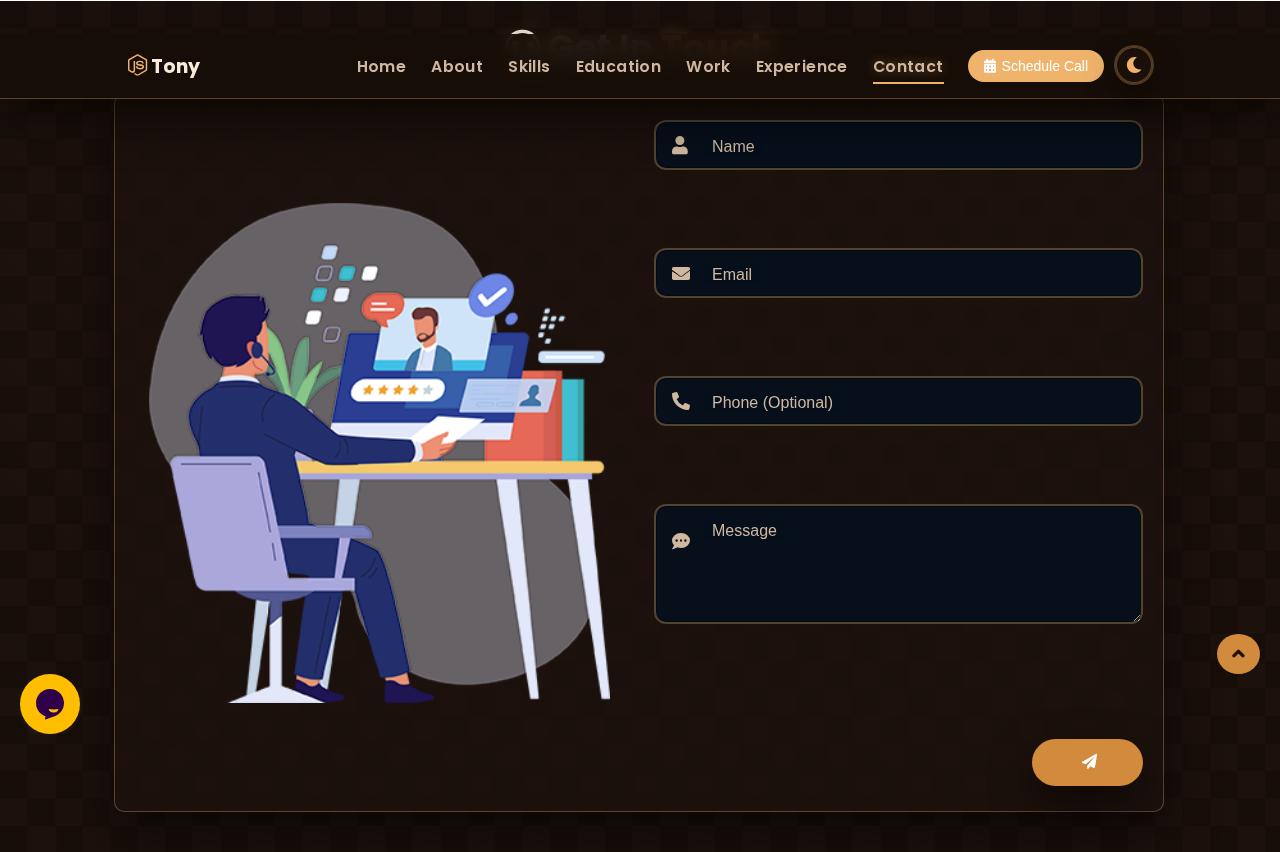 Get In Touch
Tony
Home
About
Skills
Education
Work
Experience
Contact
Schedule Call
Name
Email
Phone (Optional)
Message